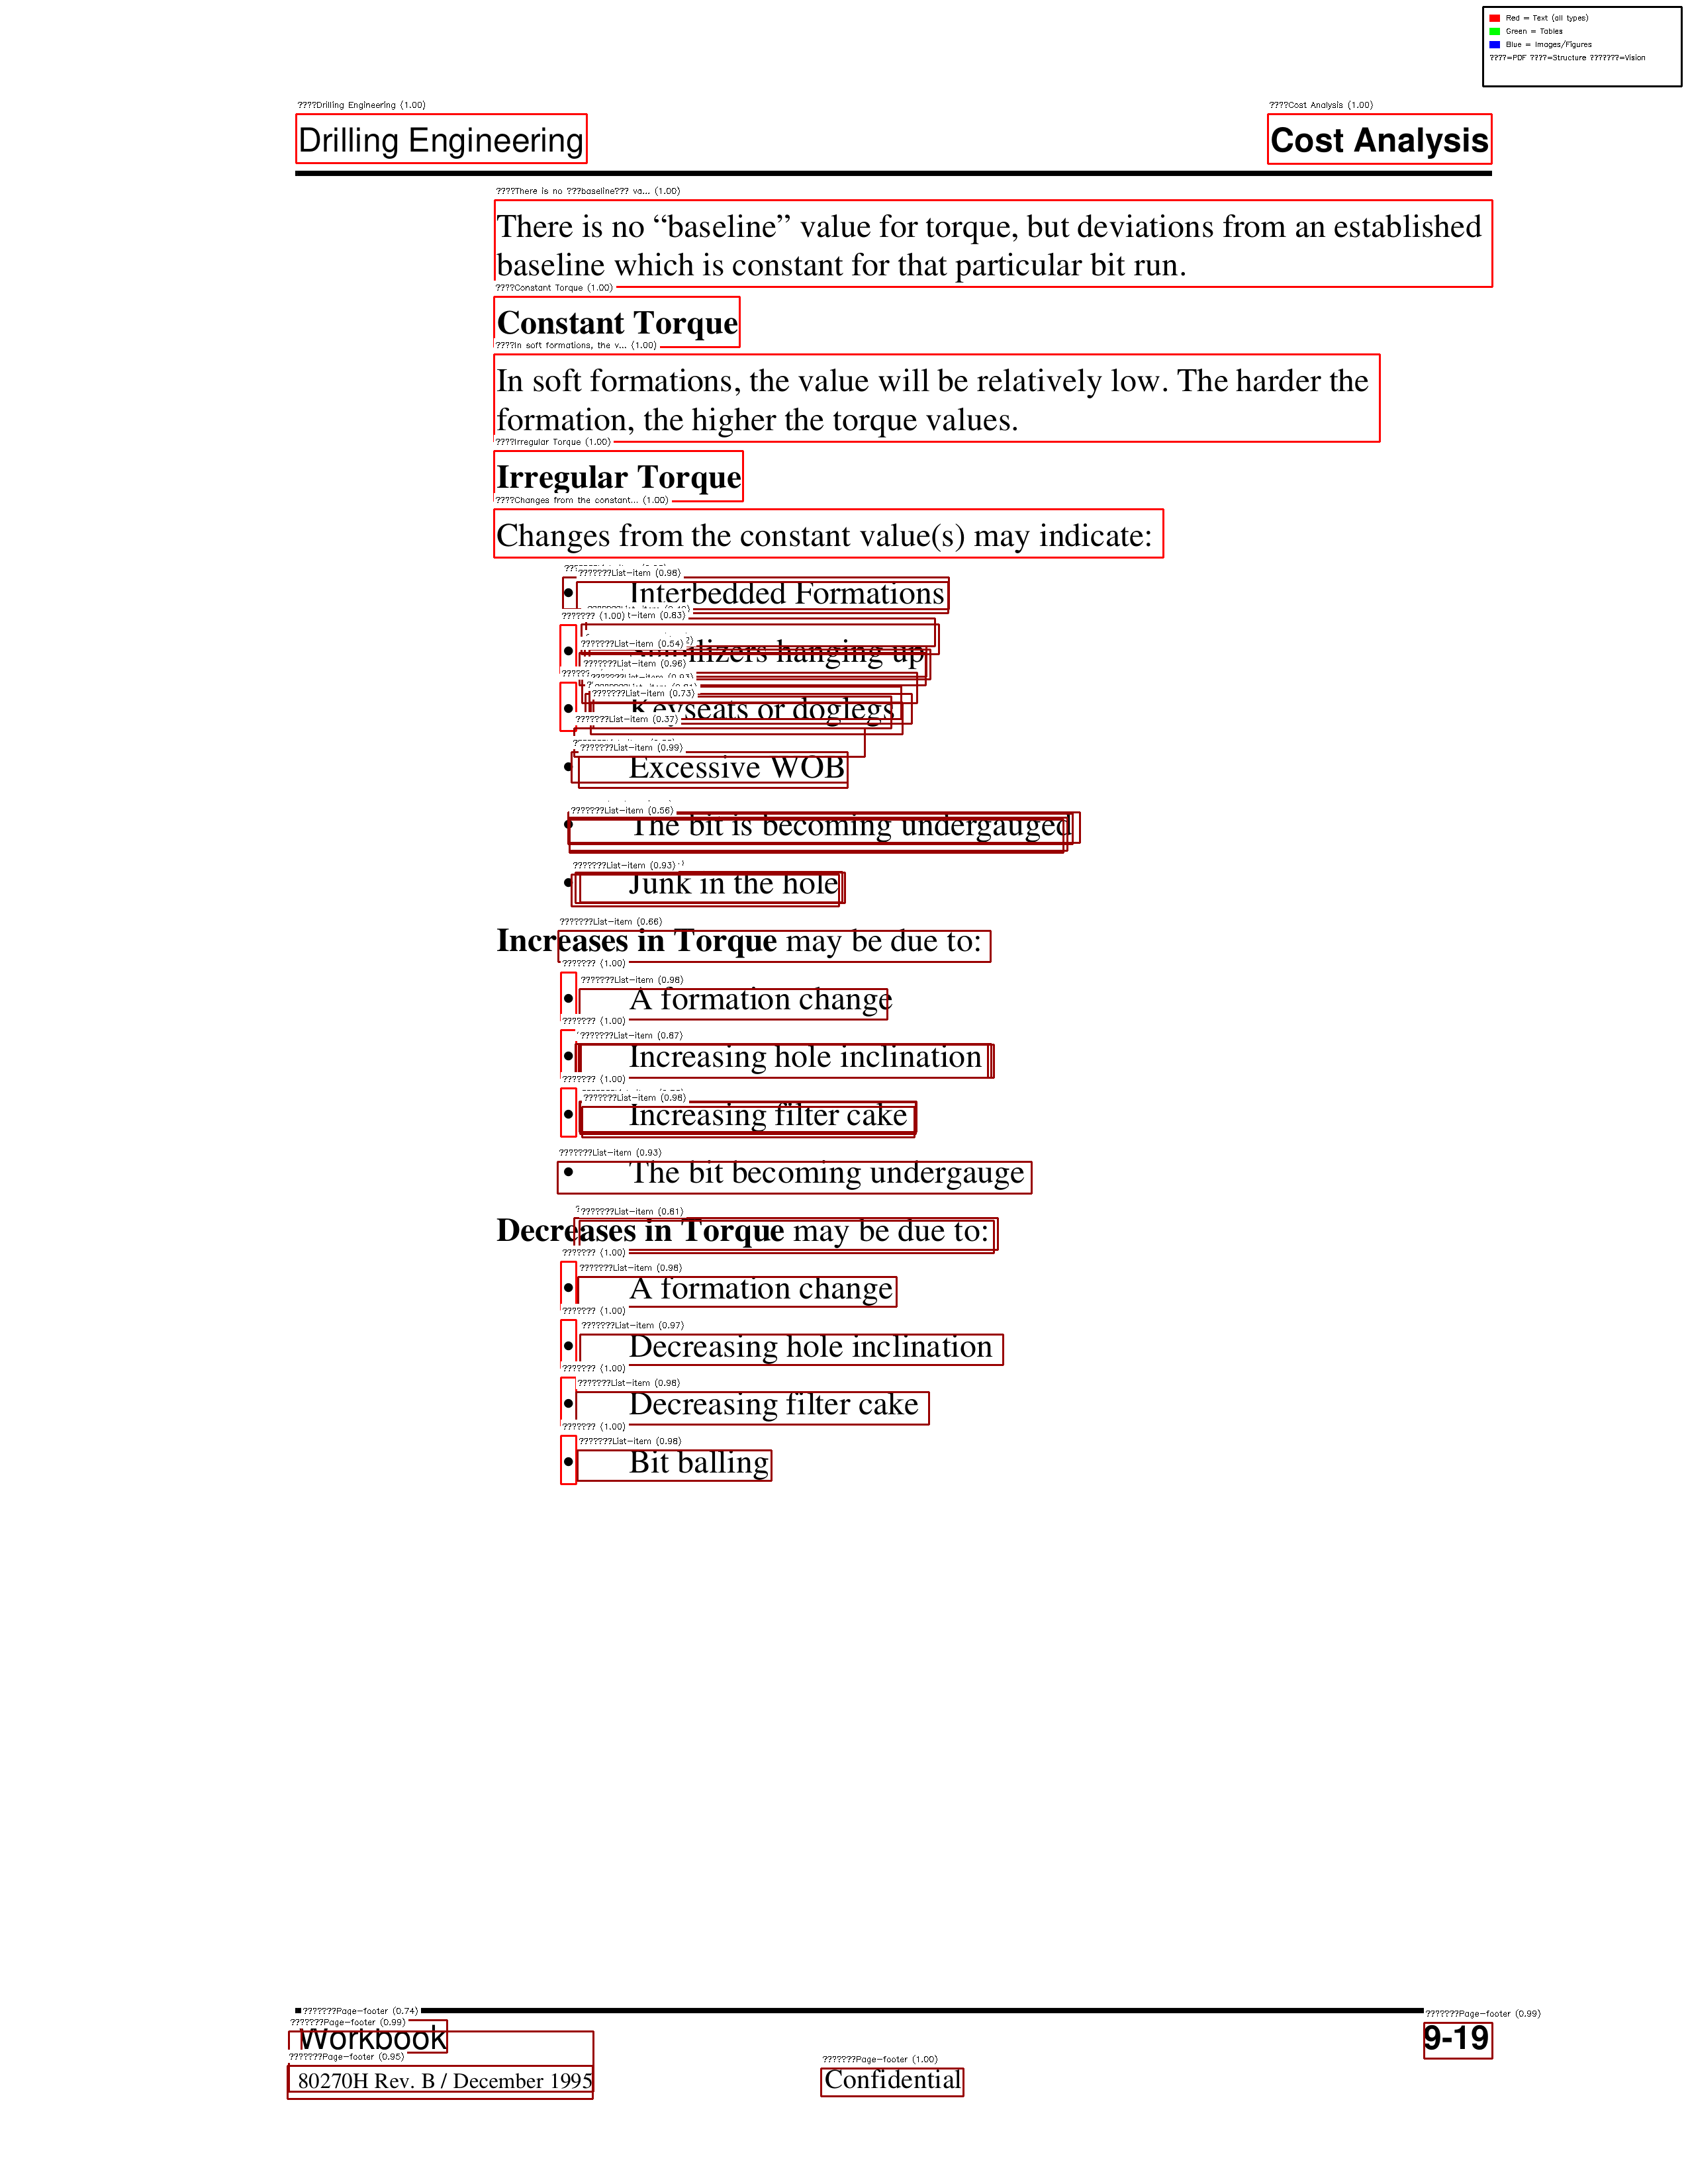 Red = Text (all types)
Green = Tables
Blue = Images/Figures
????=PDF ????=Structure ???????=Vision
????Drilling Engineering (1.00)
????Cost Analysis (1.00)
Drilling Engineering
Cost Analysis
????There is no ???baseline??? va... (1.00)
There is no “baseline” value for torque, but deviations from an established
baseline which is constant for that particular bit run.
????Constant Torque (1.00)
Constant Torque
????In soft formations, the v... (1.00)
In soft formations, the value will be relatively low. The harder the
formation, the higher the torque values.
????Irregular Torque (1.00)
Irregular Torque
????Changes from the constant... (1.00)
Changes from the constant value(s) may indicate:
???????List-item (0.98)
• Interbedded Formations
??????? (1.00)
t-item (0.83)
???????List-item (0.54)
• hanging up
???????List-item (0.96)
???????List-item (0.73)
• Keyseats or doglegs
???????List-item (0.37)
???????List-item (0.99)
• Excessive WOB
???????List-item (0.56)
• The bit is becoming undergauged
???????List-item (0.93)
• Junk in the hole
???????List-item (0.66)
Increases in Torque may be due to:
??????? (1.00)
???????List-item (0.98)
• A formation change
??????? (1.00)
???????List-item (0.87)
• Increasing hole inclination
??????? (1.00)
???????List-item (0.98)
• Increasing filter cake
???????List-item (0.93)
• The bit becoming undergauge
???????List-item (0.81)
Decreases in Torque may be due to:
??????? (1.00)
???????List-item (0.98)
• A formation change
??????? (1.00)
???????List-item (0.97)
• Decreasing hole inclination
??????? (1.00)
???????List-item (0.98)
• Decreasing filter cake
??????? (1.00)
???????List-item (0.98)
• Bit balling
???????Page-footer (0.74)
???????Page-footer (0.99)
???????Page-footer (0.99)
Workbook
9-19
???????Page-footer (0.95)
???????Page-footer (1.00)
80270H Rev. B / December 1995
Confidential